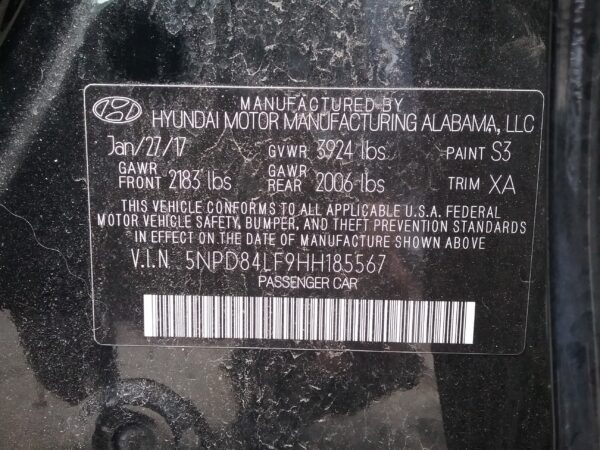 MANUFACTURED BY
HYUNDAI MOTOR MANUFACTURING ALABAMA, LLC
Jan/27/17 GVWR 3924 lbs PAINT S3
GAWR FRONT 2183 lbs GAWR REAR 2006 lbs TRIM XA
THIS VEHICLE CONFORMS TO ALL APPLICABLE U.S.A. FEDERAL
MOTOR VEHICLE SAFETY, BUMPER, AND THEFT PREVENTION STANDARDS
IN EFFECT ON THE DATE OF MANUFACTURE SHOWN ABOVE
V.I.N 5NPD84LF9HH185567
PASSENGER CAR